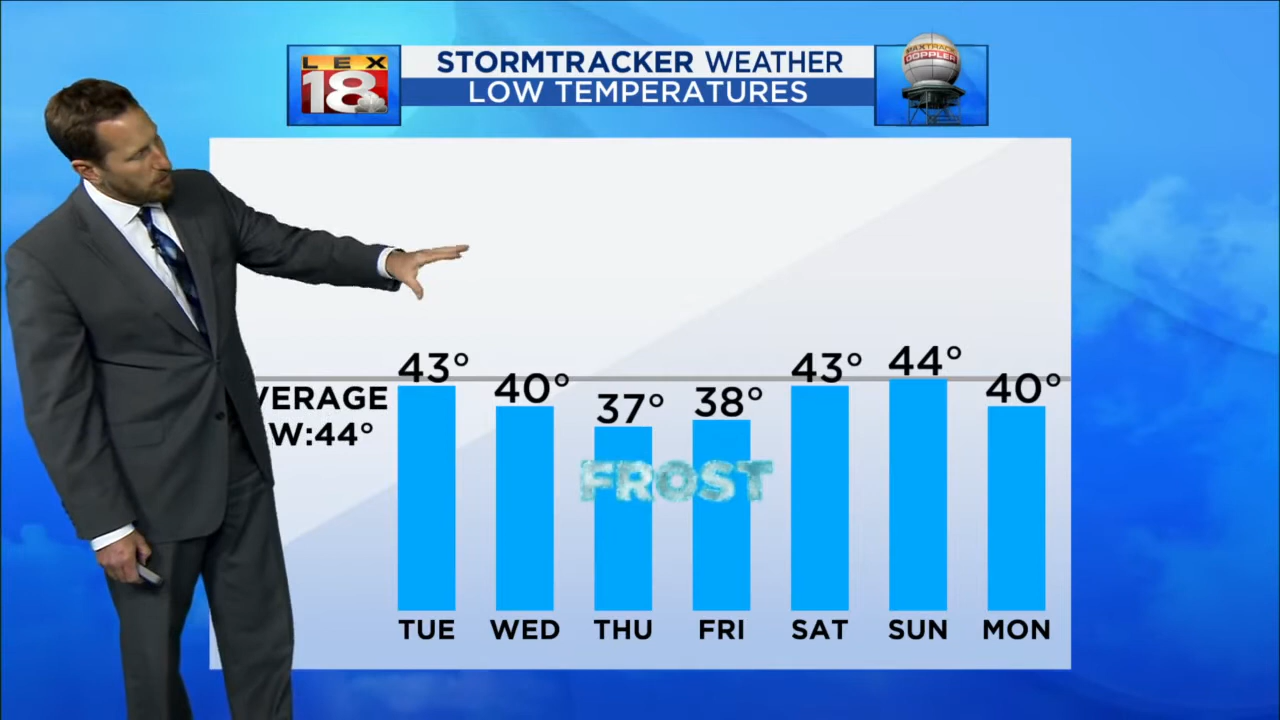 LEX
18
STORMTRACKER WEATHER
LOW TEMPERATURES
MAXTRACK
DOPPLER
43° 40° 37° 38° 43° 44° 40°
VERAGE
W:44°
FROST
TUE WED THU FRI SAT SUN MON